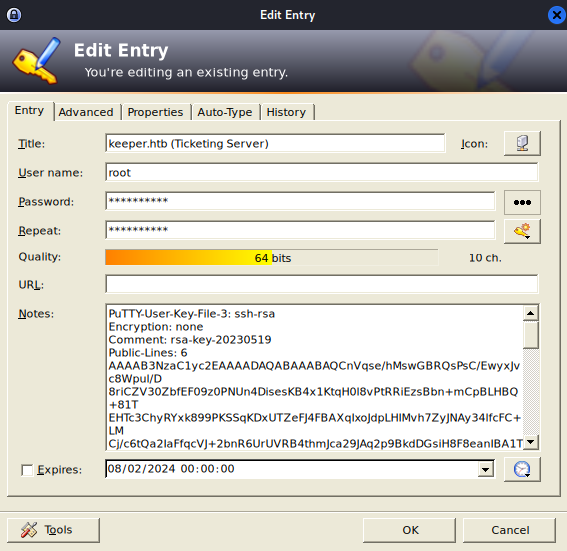 Edit Entry
Edit Entry
You're editing an existing entry.
Entry Advanced Properties Auto-Type History
Title: keeper.htb (Ticketing Server) Icon:
User name: root
Password: **********
Repeat: **********
Quality: 64 bits 10 ch.
URL:
Notes: PuTTY-User-Key-File-3: ssh-rsa
Encryption: none
Comment: rsa-key-20230519
Public-Lines: 6
AAAAB3NzaC1yc2EAAAADAQABAAABAQCnVqse/hMswGBRQsPsC/EwyxJv
c8Wpul/D
8riCZV30ZbfEF09z0PNUn4DisesKB4x1KtqH0l8vPtRRiEzsBbn+mCpBLHBQ
+81T
EHTc3ChyRYxk899PKSSqKDxUTZeFJ4FBAXqIxoJdpLHIMvh7ZyJNAy34lfcFC+
LM
Cj/c6tQa2IaFfqcVJ+2bnR6UrUVRB4thmJca29JAq2p9BkdDGsiH8F8eanIBA1T
Expires: 08/02/2024 00:00:00
Tools OK Cancel